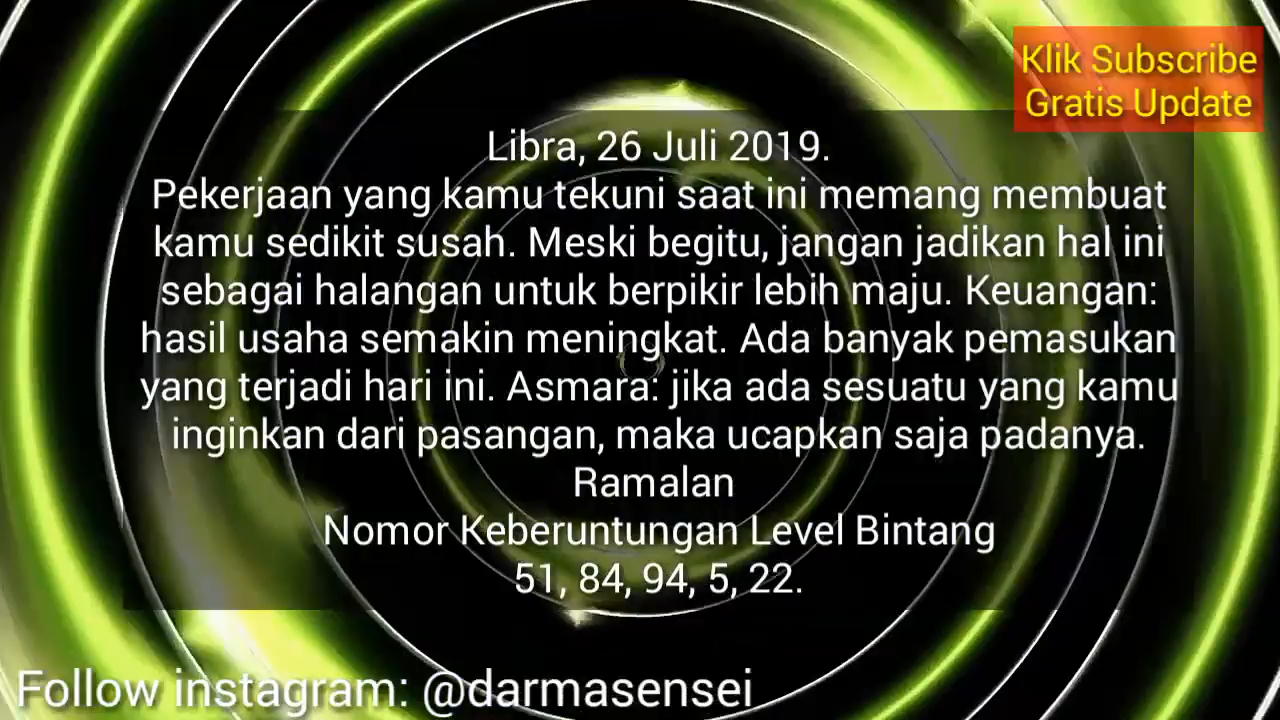 Klik Subscribe
Gratis Update
Libra, 26 Juli 2019.
Pekerjaan yang kamu tekuni saat ini memang membuat
kamu sedikit susah. Meski begitu, jangan jadikan hal ini
sebagai halangan untuk berpikir lebih maju. Keuangan:
hasil usaha semakin meningkat. Ada banyak pemasukan
yang terjadi hari ini. Asmara: jika ada sesuatu yang kamu
inginkan dari pasangan, maka ucapkan saja padanya.
Ramalan
Nomor Keberuntungan Level Bintang
51, 84, 94, 5, 22.
Follow instagram: @darmasensei